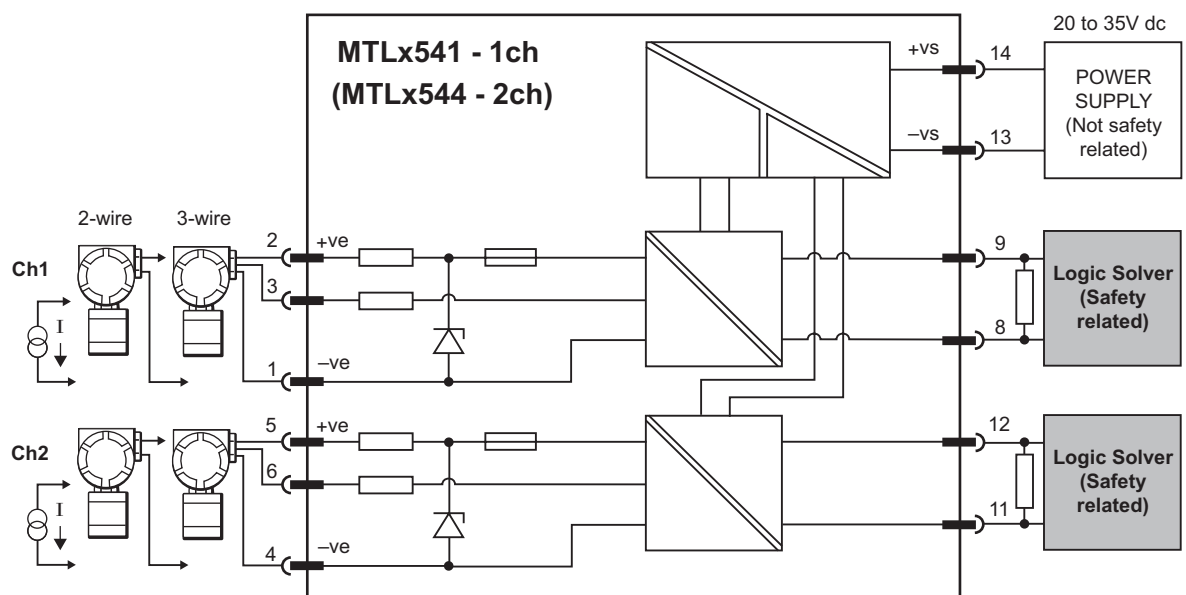 MTLx541 - 1ch
(MTLx544 - 2ch)
20 to 35V dc
+vs
14
POWER
SUPPLY
(Not safety
related)
–vs
13
2-wire
3-wire
Ch1
I
2
+ve
3
1
–ve
9
8
Logic Solver
(Safety
related)
Ch2
I
5
+ve
6
4
–ve
12
11
Logic Solver
(Safety
related)